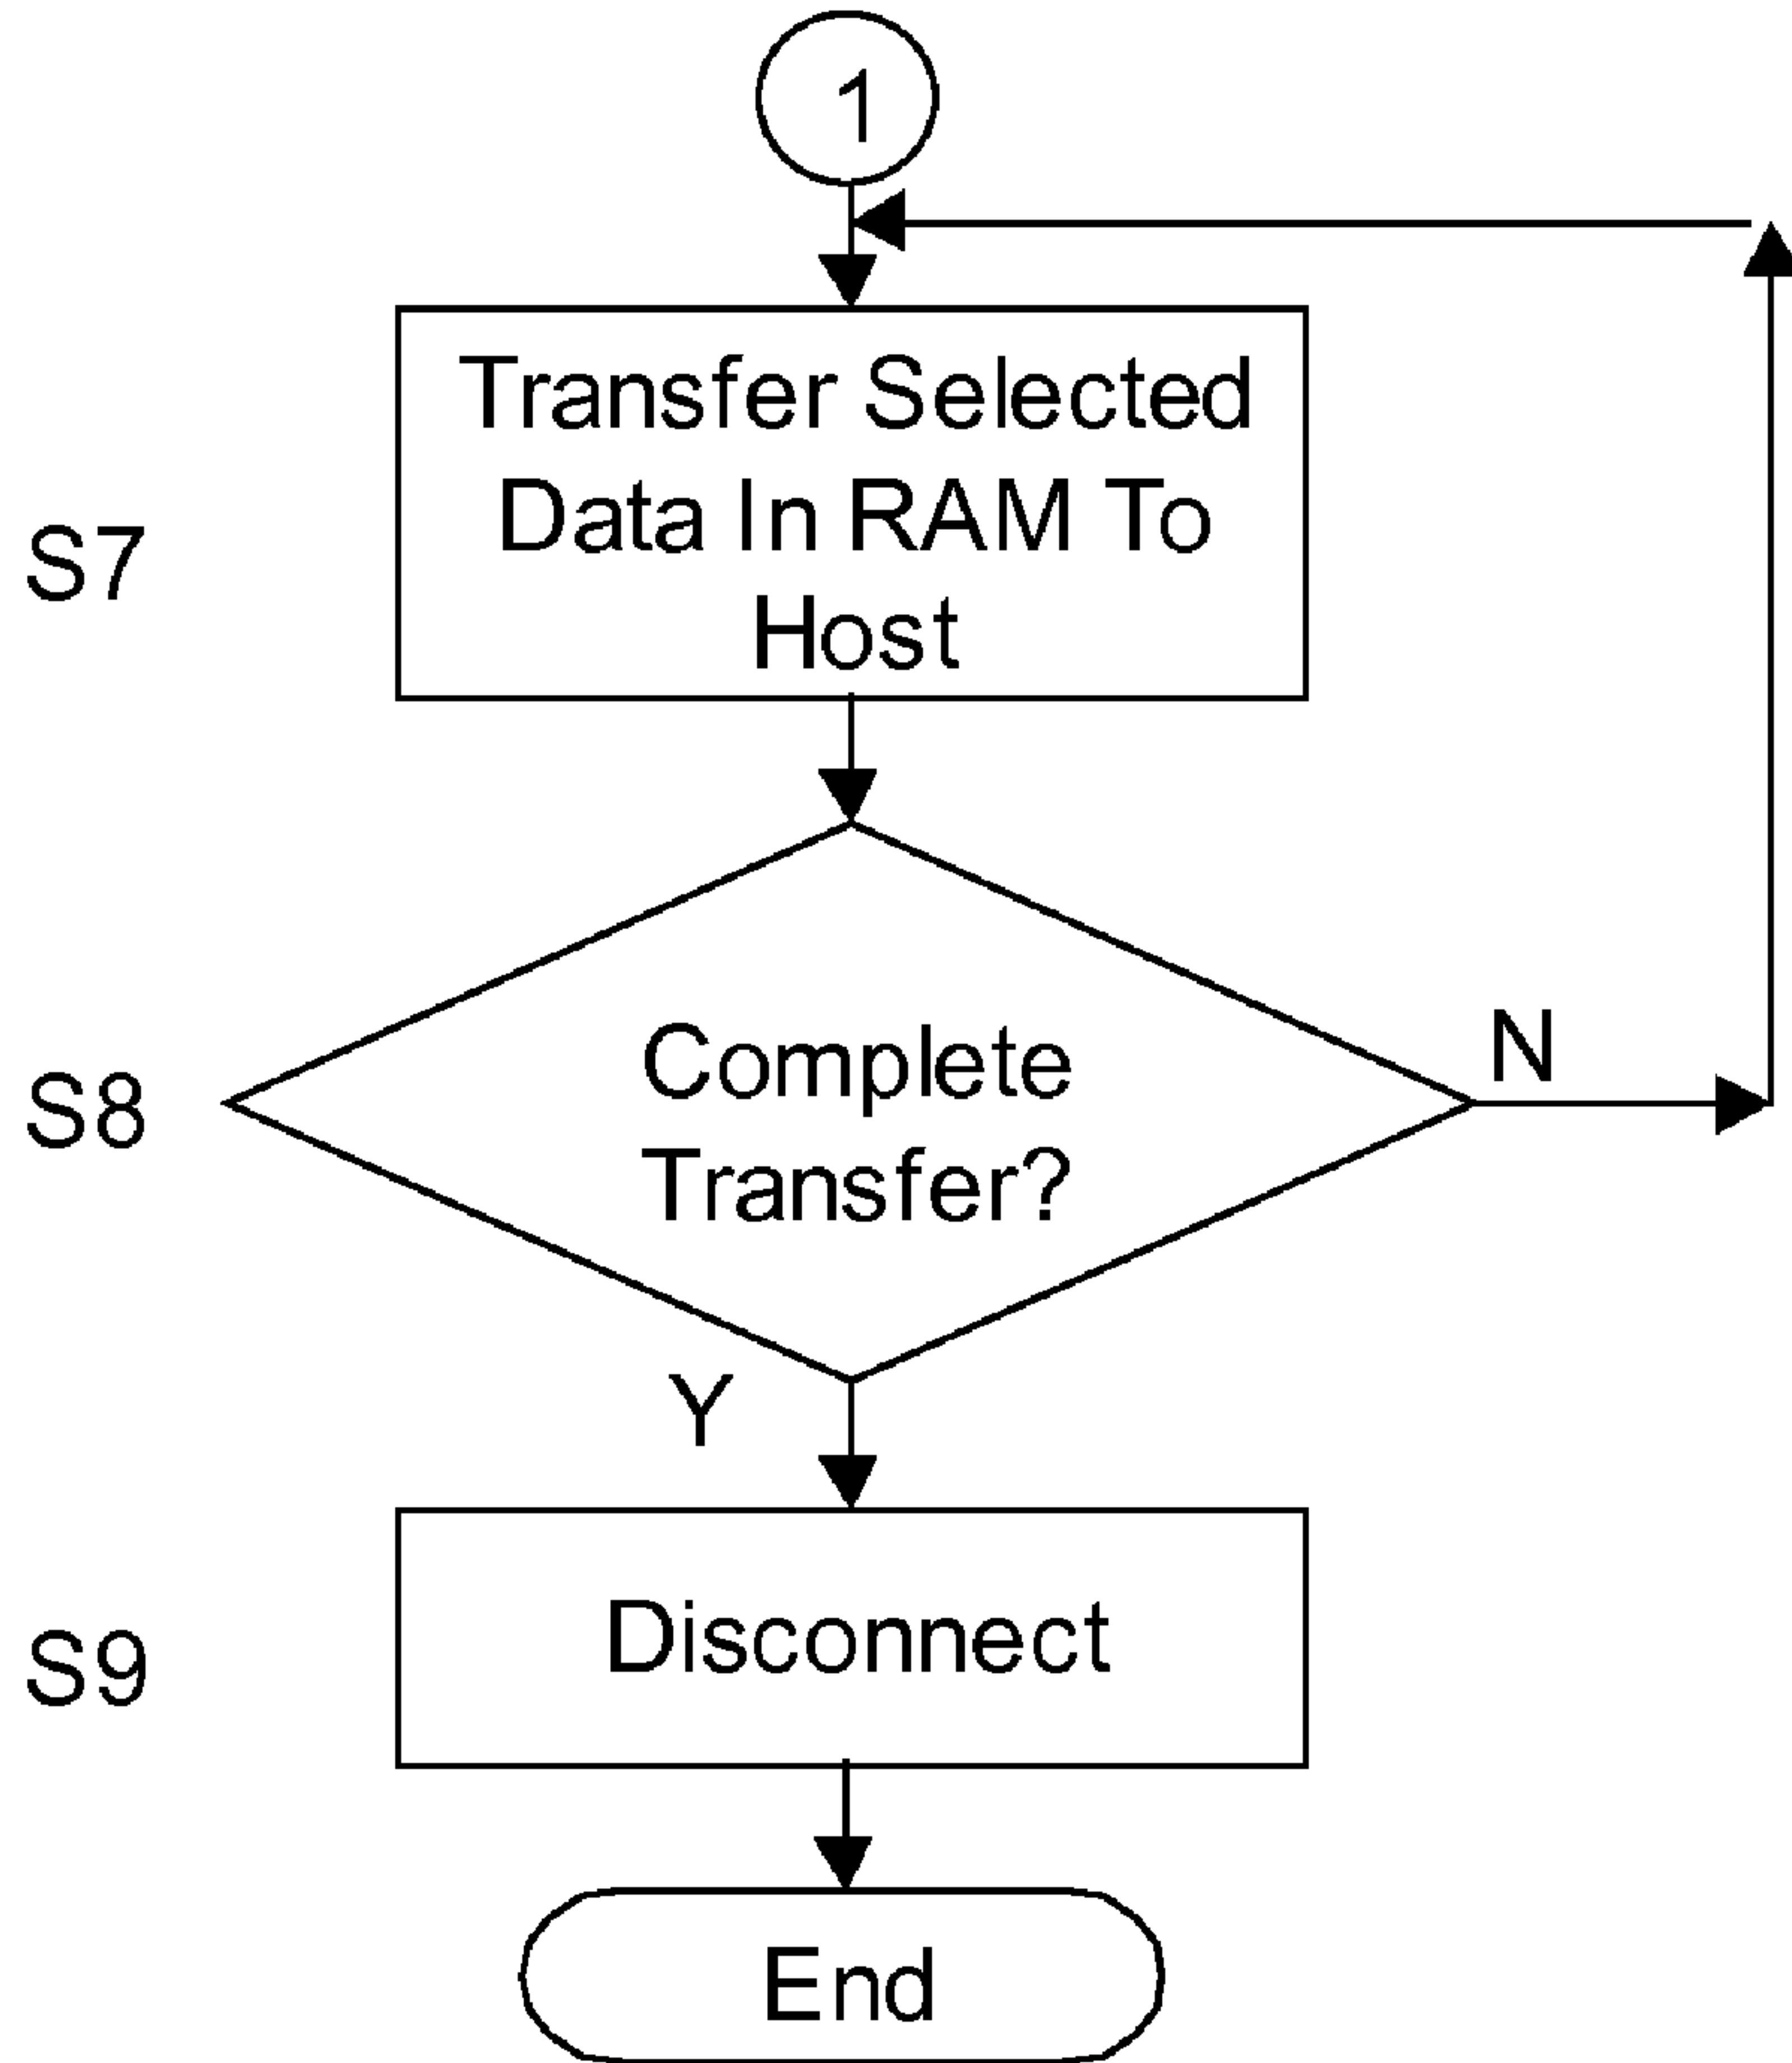 1
Transfer Selected
Data In RAM To
Host
S7
Complete
Transfer?
N
S8
Y
Disconnect
S9
End